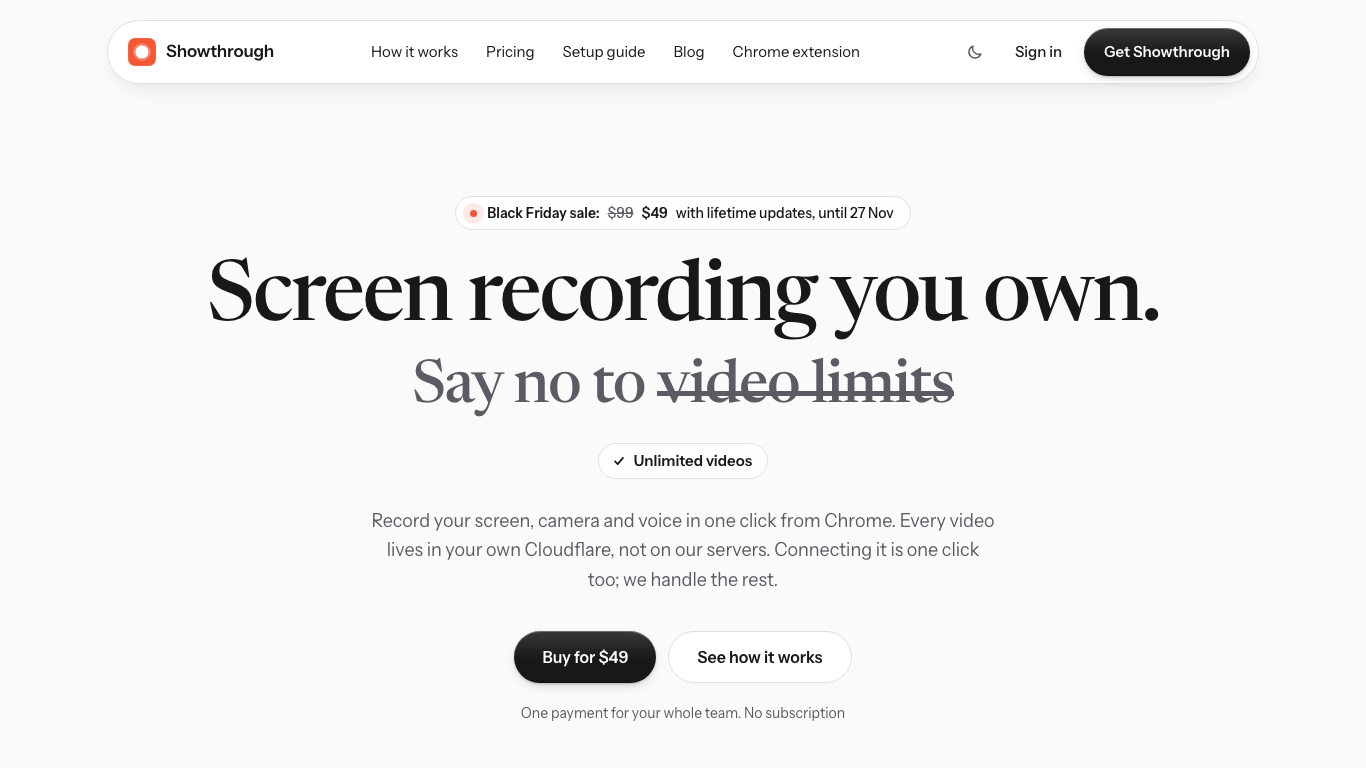 Showthrough
How it works
Pricing
Setup guide
Blog
Chrome extension
Sign in
Get Showthrough
Black Friday sale: $99 $49 with lifetime updates, until 27 Nov
Screen recording you own.
Say no to video limits
Unlimited videos
Record your screen, camera and voice in one click from Chrome. Every video
lives in your own Cloudflare, not on our servers. Connecting it is one click
too; we handle the rest.
Buy for $49
See how it works
One payment for your whole team. No subscription